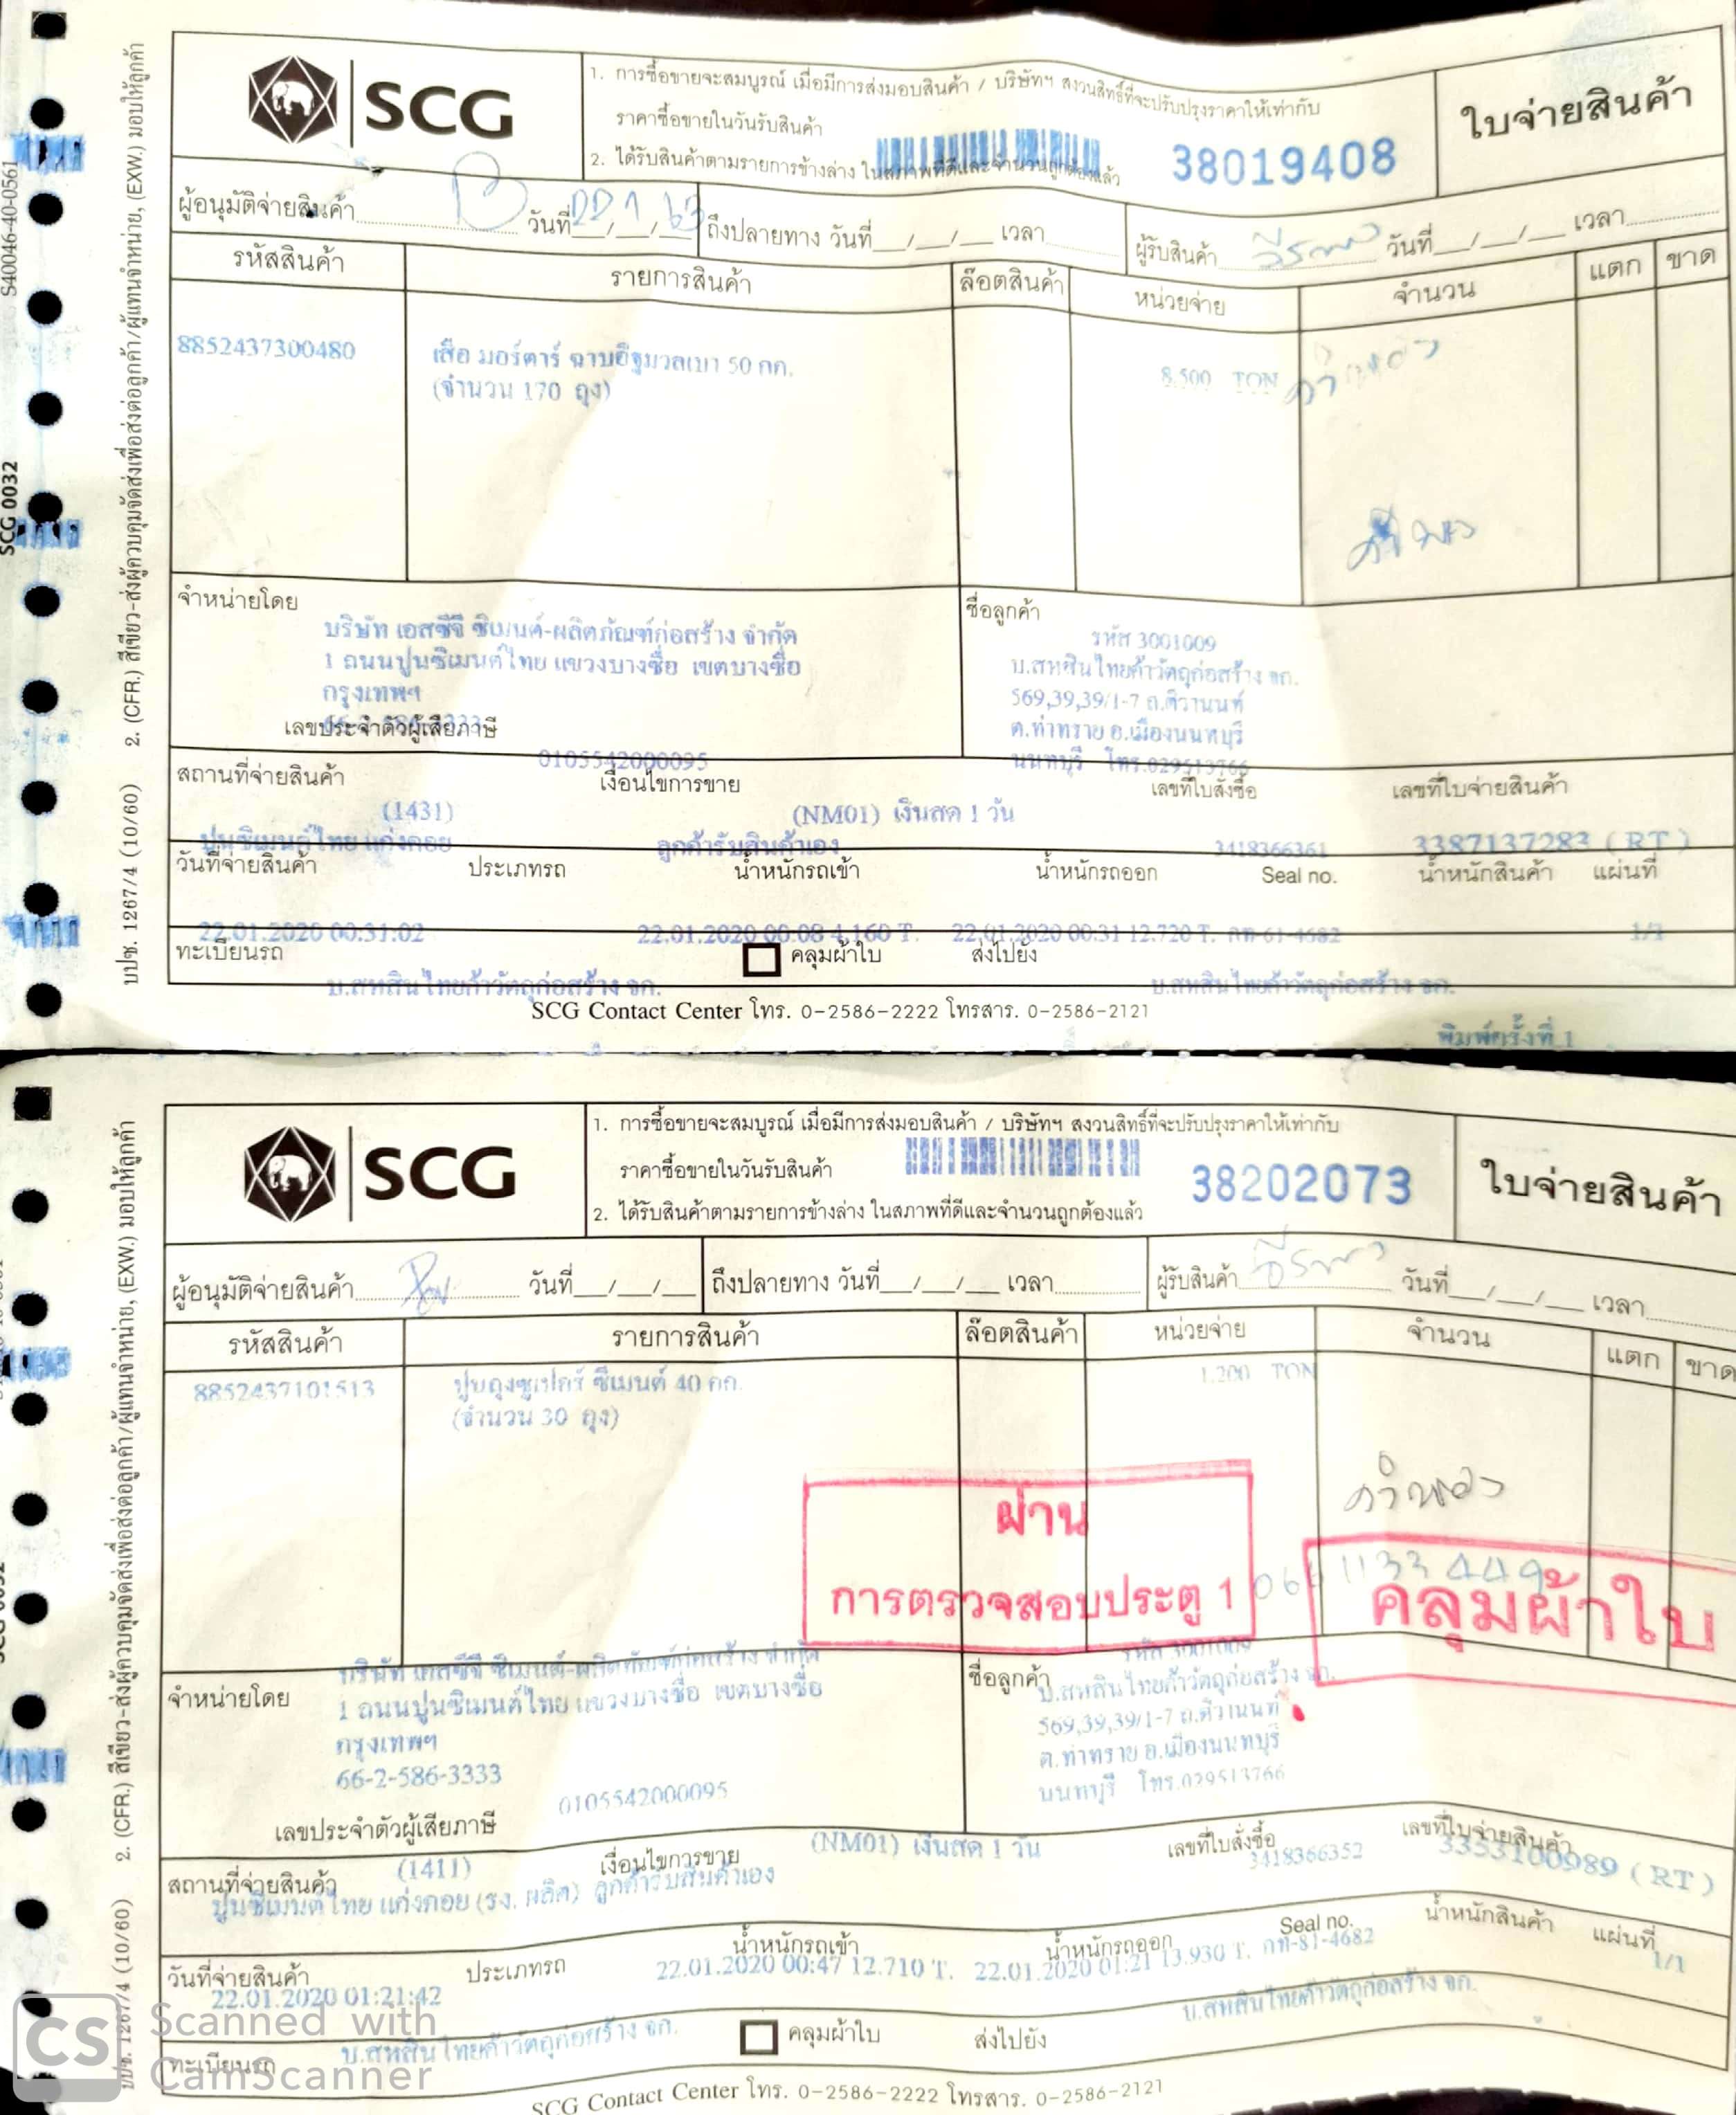 SCG
1. การซื้อขายจะสมบูรณ์ เมื่อมีการส่งมอบสินค้า / บริษัทฯ สงวนสิทธิ์ที่จะปรับปรุงราคาให้เท่ากับ
ราคาซื้อขายในวันรับสินค้า
2. ได้รับสินค้าตามรายการข้างล่าง ในสภาพที่ดีและจำนวนถูกต้องแล้ว
38019408
ใบจ่ายสินค้า
ผู้อนุมัติจ่ายสินค้า วันที่ 22/1/63 ถึงปลายทาง วันที่__/__/__ เวลา ผู้รับสินค้า วันที่__/__/__ เวลา
รหัสสินค้า รายการสินค้า ล๊อตสินค้า หน่วยจ่าย จำนวน แตก ขาด
8852437300480 เสือ มอร์ตาร์ ฉาบอิฐมวลเบา 50 กก. 8.500 TON
(จำนวน 170 ถุง)
จำหน่ายโดย ชื่อลูกค้า
บริษัท เอสซีจี ซิเมนต์-ผลิตภัณฑ์ก่อสร้าง จำกัด รหัส 3001009
1 ถนนปูนซิเมนต์ไทย แขวงบางซื่อ เขตบางซื่อ บ.สหสินไทยค้าวัตถุก่อสร้าง จก.
กรุงเทพฯ 569,39,39/1-7 ถ.ติวานนท์
เลขประจำตัวผู้เสียภาษี ต.ท่าทราย อ.เมืองนนทบุรี
0105542000095 นนทบุรี โทร.029513766
สถานที่จ่ายสินค้า เงื่อนไขการขาย เลขที่ใบสั่งซื้อ เลขที่ใบจ่ายสินค้า
(1431) (NM01) เงินสด 1 วัน
ปูนซิเมนต์ไทย แก่งคอย ลูกค้ารับสินค้าเอง 3418366361 3387137283 ( RT )
วันที่จ่ายสินค้า ประเภทรถ น้ำหนักรถเข้า น้ำหนักรถออก Seal no. น้ำหนักสินค้า แผ่นที่
22.01.2020 00:31:02 22.01.2020 00:08 4.160 T. 22.01.2020 00:31 12.720 T. 1/1
ทะเบียนรถ คลุมผ้าใบ ส่งไปยัง
บ.สหสินไทยค้าวัตถุก่อสร้าง จก. บ.สหสินไทยค้าวัตถุก่อสร้าง จก.
SCG Contact Center โทร. 0-2586-2222 โทรสาร. 0-2586-2121
พิมพ์ครั้งที่ 1
S40046-40-0561
SCG 0032
บปซ. 1267/4 (10/60) 2. (CFR.) สีเขียว-ส่งผู้ควบคุมจัดส่งเพื่อส่งต่อลูกค้า/ผู้แทนจำหน่าย, (EXW.) มอบให้ลูกค้า
SCG
1. การซื้อขายจะสมบูรณ์ เมื่อมีการส่งมอบสินค้า / บริษัทฯ สงวนสิทธิ์ที่จะปรับปรุงราคาให้เท่ากับ
ราคาซื้อขายในวันรับสินค้า
2. ได้รับสินค้าตามรายการข้างล่าง ในสภาพที่ดีและจำนวนถูกต้องแล้ว
38202073
ใบจ่ายสินค้า
ผู้อนุมัติจ่ายสินค้า วันที่__/__/__ ถึงปลายทาง วันที่__/__/__ เวลา ผู้รับสินค้า วันที่__/__/__ เวลา
รหัสสินค้า รายการสินค้า ล๊อตสินค้า หน่วยจ่าย จำนวน แตก ขาด
8852437101513 ปูนถุงซูเปอร์ ซีเมนต์ 40 กก. 1.200 TON
(จำนวน 30 ถุง)
ผ่าน
การตรวจสอบประตู 1
คลุมผ้าใบ
บริษัท เอสซีจี ซิเมนต์-ผลิตภัณฑ์ก่อสร้าง จำกัด รหัส 3001009
จำหน่ายโดย 1 ถนนปูนซิเมนต์ไทย แขวงบางซื่อ เขตบางซื่อ ชื่อลูกค้า บ.สหสินไทยค้าวัตถุก่อสร้าง จก.
กรุงเทพฯ 569,39,39/1-7 ถ.ติวานนท์
66-2-586-3333 ต.ท่าทราย อ.เมืองนนทบุรี
0105542000095 นนทบุรี โทร.029513766
เลขประจำตัวผู้เสียภาษี
สถานที่จ่ายสินค้า (1411) เงื่อนไขการขาย (NM01) เงินสด 1 วัน เลขที่ใบสั่งซื้อ 3418366352 เลขที่ใบจ่ายสินค้า 3353100989 ( RT )
ปูนซิเมนต์ไทย แก่งคอย (รง. ผลิต) ลูกค้ารับสินค้าเอง
วันที่จ่ายสินค้า ประเภทรถ น้ำหนักรถเข้า น้ำหนักรถออก Seal no. น้ำหนักสินค้า แผ่นที่
22.01.2020 01:21:42 22.01.2020 00:47 12.710 T. 22.01.2020 01:21 13.930 T. กท-81-4682 1/1
ทะเบียนรถ บ.สหสินไทยค้าวัตถุก่อสร้าง จก. คลุมผ้าใบ ส่งไปยัง บ.สหสินไทยค้าวัตถุก่อสร้าง จก.
SCG Contact Center โทร. 0-2586-2222 โทรสาร. 0-2586-2121
บปซ. 1267/4 (10/60) 2. (CFR.) สีเขียว-ส่งผู้ควบคุมจัดส่งเพื่อส่งต่อลูกค้า/ผู้แทนจำหน่าย, (EXW.) มอบให้ลูกค้า
CS Scanned with
CamScanner